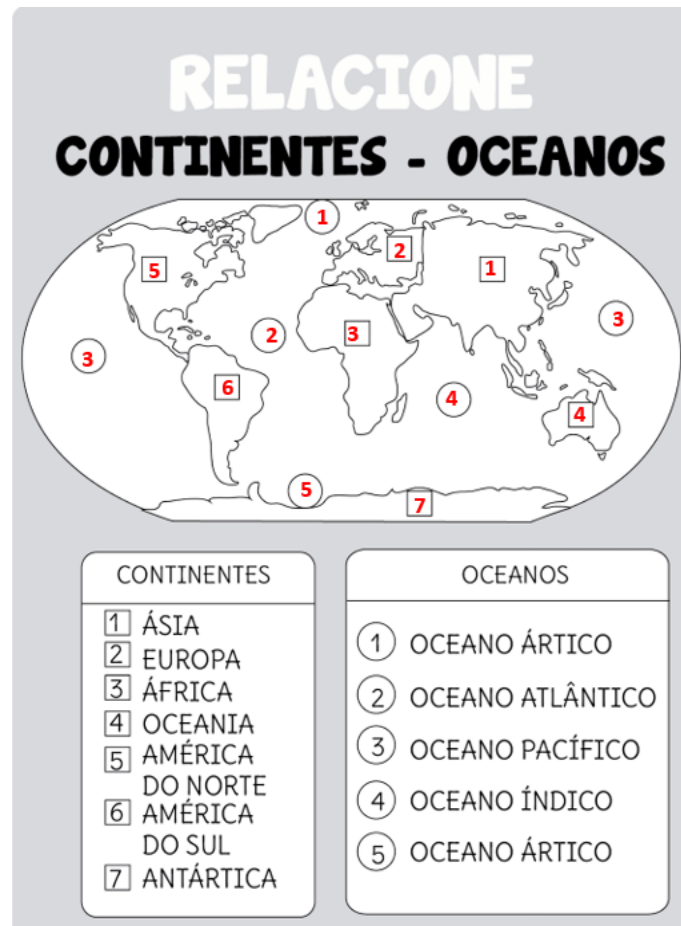 RELACIONE
CONTINENTES - OCEANOS
1
2
5
1
3
2
3
3
6
4
4
5
7
CONTINENTES
1 ÁSIA
2 EUROPA
3 ÁFRICA
4 OCEANIA
5 AMÉRICA
DO NORTE
6 AMÉRICA
DO SUL
7 ANTÁRTICA
OCEANOS
1 OCEANO ÁRTICO
2 OCEANO ATLÂNTICO
3 OCEANO PACÍFICO
4 OCEANO ÍNDICO
5 OCEANO ÁRTICO